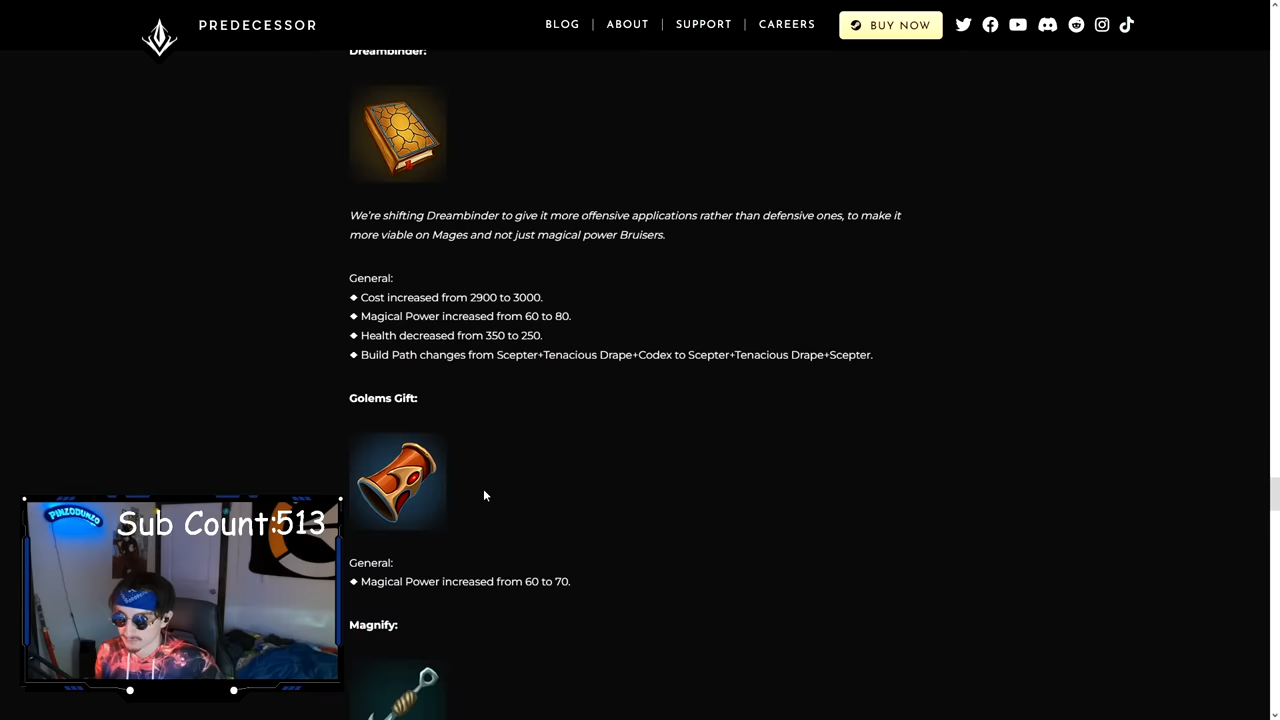 PREDECESSOR
BLOG | ABOUT | SUPPORT | CAREERS
BUY NOW
Dreambinder:
We're shifting Dreambinder to give it more offensive applications rather than defensive ones, to make it
more viable on Mages and not just magical power Bruisers.
General:
❖ Cost increased from 2900 to 3000.
❖ Magical Power increased from 60 to 80.
❖ Health decreased from 350 to 250.
❖ Build Path changes from Scepter+Tenacious Drape+Codex to Scepter+Tenacious Drape+Scepter.
Golems Gift:
General:
❖ Magical Power increased from 60 to 70.
Magnify:
PINZODUNZO
Sub Count:513